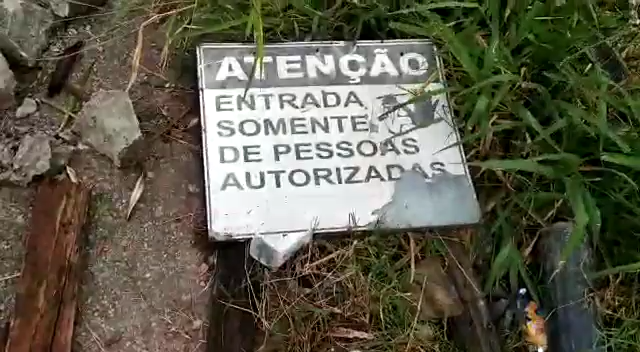 ATENÇÃO
ENTRADA
SOMENTE
DE PESSOAS
AUTORIZADAS